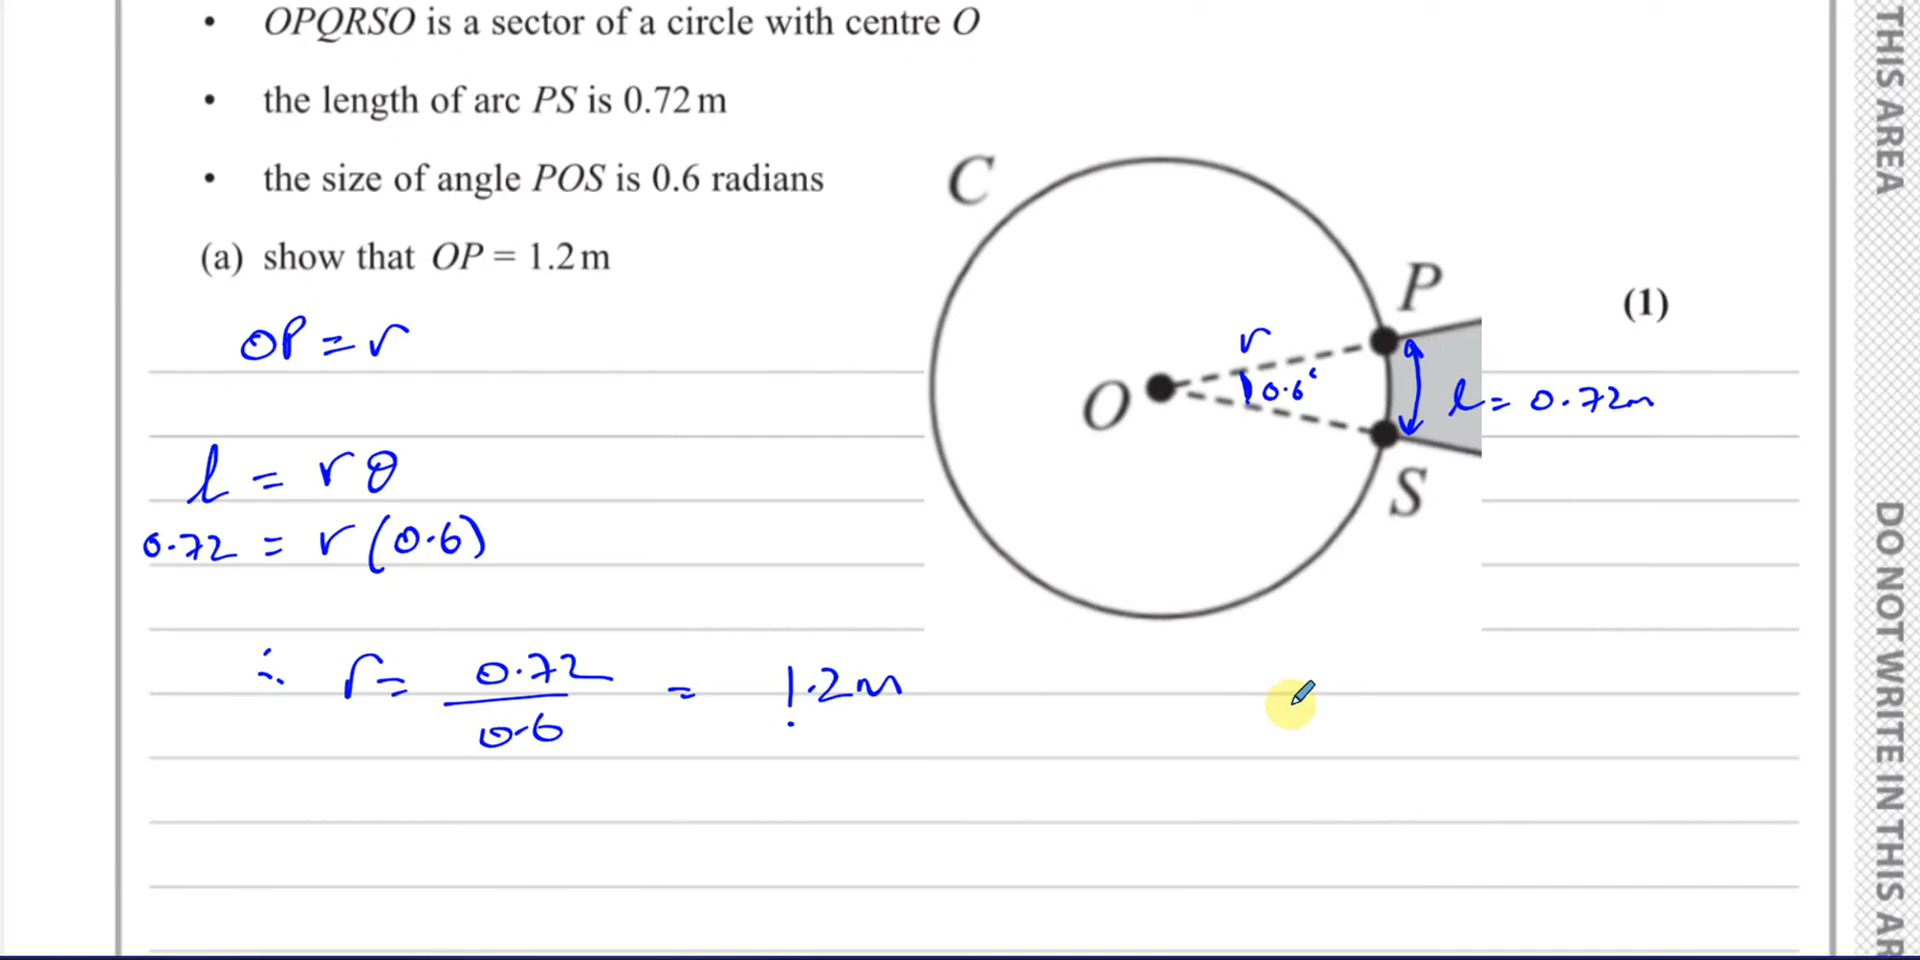 • OPQRSO is a sector of a circle with centre O
• the length of arc PS is 0.72 m
• the size of angle POS is 0.6 radians
(a) show that OP = 1.2 m
(1)
OP = r
l = rθ
0.72 = r(0.6)
∴ r = 0.72/0.6 = 1.2m
C
P
r
O
0.6ᶜ
l = 0.72m
S
THIS AREA
DO NOT WRITE IN THIS AR